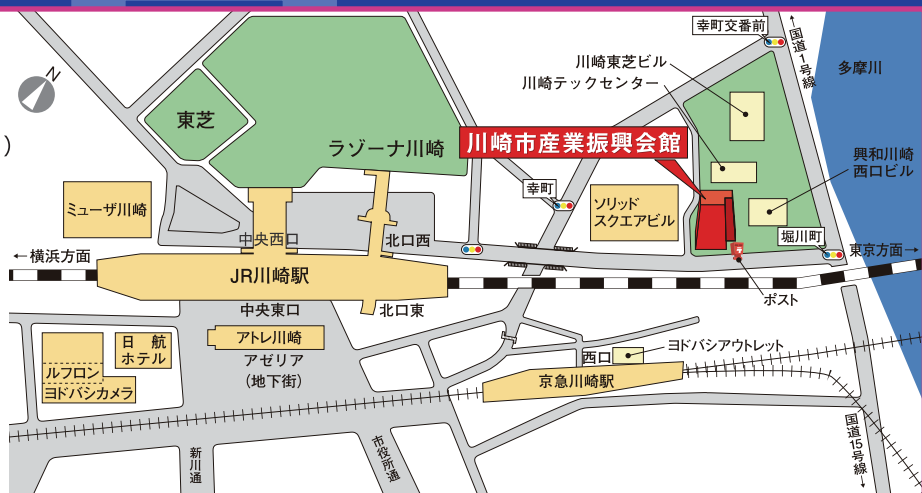 幸町交番前
国道1号線
多摩川
N
川崎東芝ビル
川崎テックセンター
東芝
)
ラゾーナ川崎
川崎市産業振興会館
興和川崎
西口ビル
幸町
ミューザ川崎
ソリッド
スクエアビル
堀川町
中央西口
北口西
←横浜方面
東京方面→
JR川崎駅
ポスト
中央東口
北口東
アトレ川崎
日航
ホテル
アゼリア
(地下街)
ルフロン
ヨドバシカメラ
西口
ヨドバシアウトレット
京急川崎駅
新川通
市役所通
国道15号線